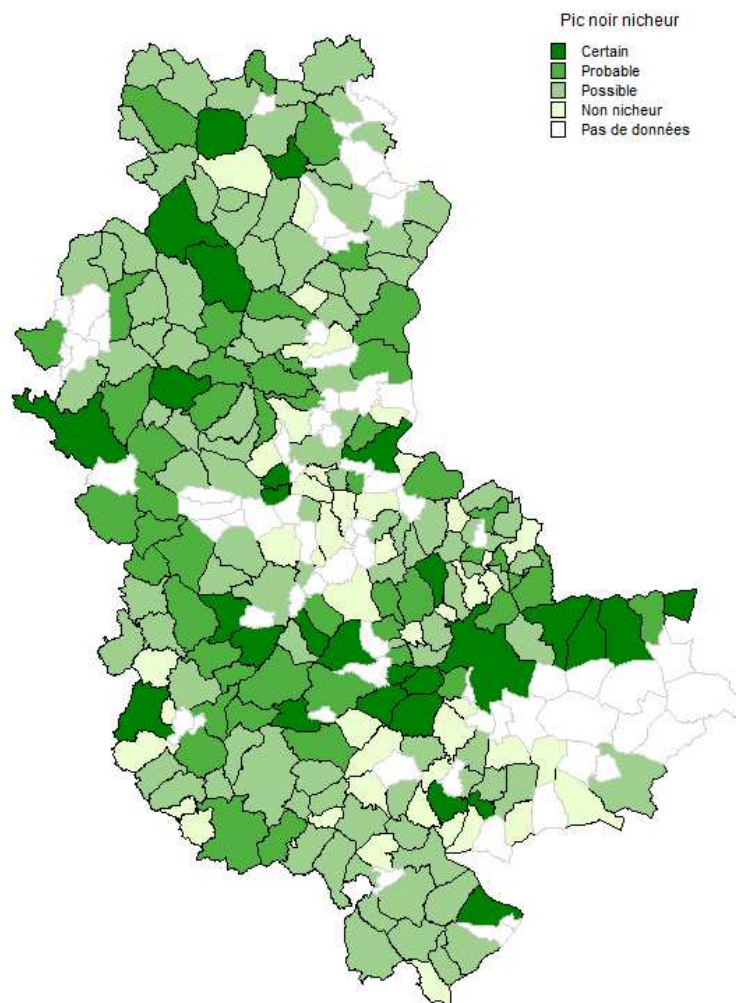 Pic noir nicheur
Certain
Probable
Possible
Non nicheur
Pas de données